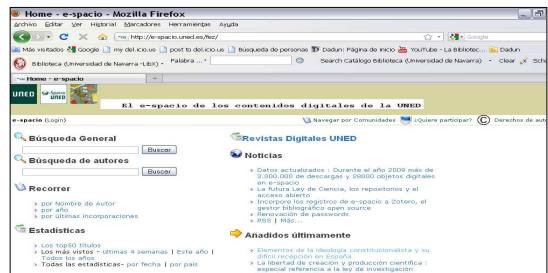 Home - e-spacio - Mozilla Firefox
Archivo Editar Ver Historial Marcadores Herramientas Ayuda
http://e-spacio.uned.es/fez/ Google
Más visitados Google my del.icio.us post to del.icio.us Búsqueda de personas Dadun: Página de inicio YouTube - La Bibliotec... Dadun
Biblioteca (Universidad de Navarra -LibX) - Palabra ... Search Catálogo Biblioteca (Universidad de Navarra) - Clear Scho
Home - e-spacio
UNED e-Spacio UNED
El e-spacio de los contenidos digitales de la UNED
e-spacio (Login) Navegar por Comunidades ¿Quiere participar? Derechos de auto
Búsqueda General
Buscar
Búsqueda de autores
Buscar
Recorrer
por Nombre de Autor
por año
por últimas incorporaciones
Estadísticas
Los top50 títulos
Los más vistos - últimas 4 semanas | Este año |
Todos los años
Todas las estadísticas- por fecha | por país
Revistas Digitales UNED
Noticias
Datos actualizados : Durante el año 2009 más de
2.000.000 de descargas y 28000 objetos digitales
en e-spacio
La futura Ley de Ciencia, los repositorios y el
acceso abierto
Incorpore los registros de e-spacio a Zotero, el
gestor bibliográfico open source
Renovación de passwords
RSS | Más...
Añadidos últimamente
Elementos de la ideología constitucionalista y su
difícil recepción en España
La libertad de creación y producción científica :
especial referencia a la ley de investigación